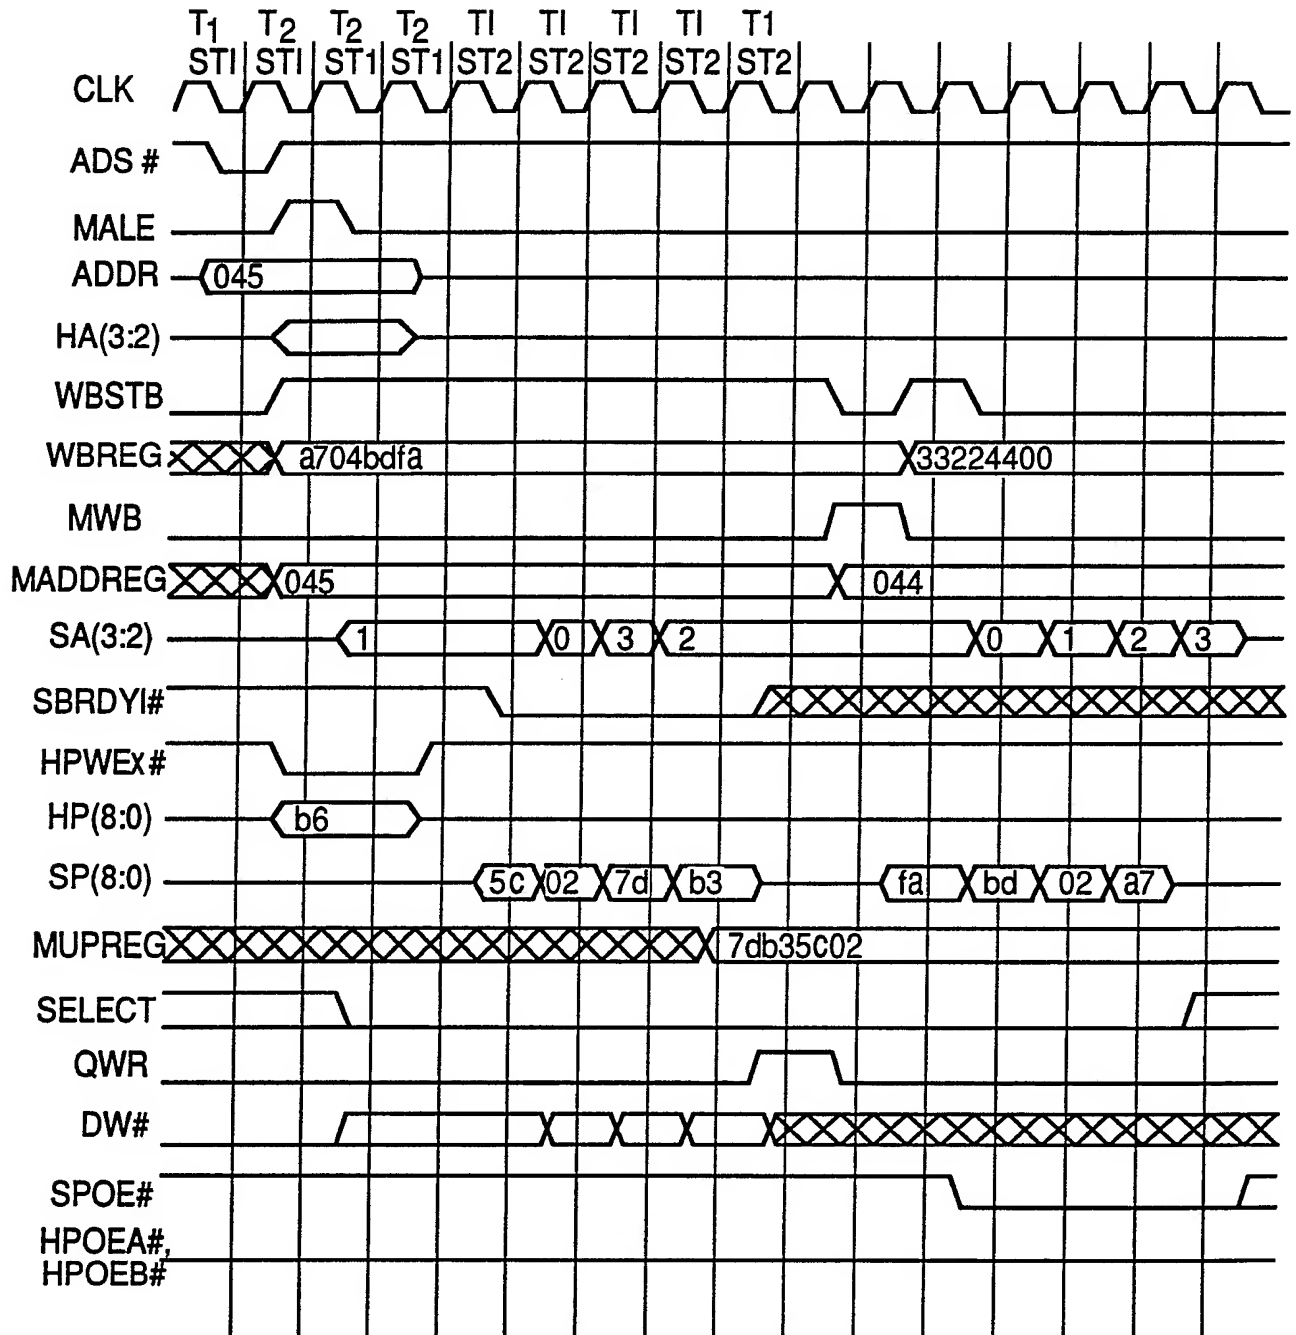 T1 T2 T2 T2 TI TI TI TI T1
STI STI ST1 ST1 ST2 ST2 ST2 ST2 ST2
CLK
ADS #
MALE
ADDR 045
HA(3:2)
WBSTB
WBREG a704bdfa 33224400
MWB
MADDREG 045 044
SA(3:2) 1 0 3 2 0 1 2 3
SBRDYI#
HPWEx#
HP(8:0) b6
SP(8:0) 5c 02 7d b3 fa bd 02 a7
MUPREG 7db35c02
SELECT
QWR
DW#
SPOE#
HPOEA#,
HPOEB#